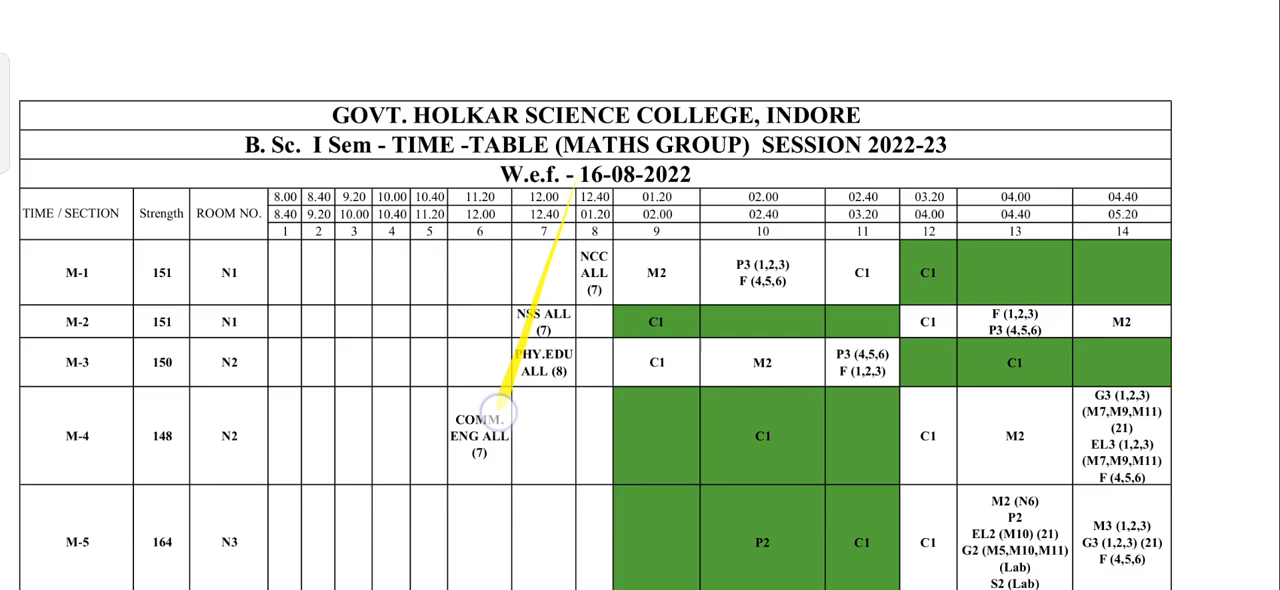 GOVT. HOLKAR SCIENCE COLLEGE, INDORE
B. Sc. I Sem - TIME -TABLE (MATHS GROUP) SESSION 2022-23
W.e.f. - 16-08-2022
TIME / SECTION Strength ROOM NO. 8.00 8.40 9.20 10.00 10.40 11.20 12.00 12.40 01.20 02.00 02.40 03.20 04.00 04.40
8.40 9.20 10.00 10.40 11.20 12.00 12.40 01.20 02.00 02.40 03.20 04.00 04.40 05.20
1 2 3 4 5 6 7 8 9 10 11 12 13 14
M-1 151 N1
NCC
ALL
(7)
M2
P3 (1,2,3)
F (4,5,6)
C1
C1
M-2 151 N1
NSS ALL
(7)
C1
C1
F (1,2,3)
P3 (4,5,6)
M2
M-3 150 N2
PHY.EDU
ALL (8)
C1
M2
P3 (4,5,6)
F (1,2,3)
C1
M-4 148 N2
COMM.
ENG ALL
(7)
C1
C1
M2
G3 (1,2,3)
(M7,M9,M11)
(21)
EL3 (1,2,3)
(M7,M9,M11)
F (4,5,6)
M-5 164 N3
P2
C1
C1
M2 (N6)
P2
EL2 (M10) (21)
G2 (M5,M10,M11)
(Lab)
S2 (Lab)
M3 (1,2,3)
G3 (1,2,3) (21)
F (4,5,6)